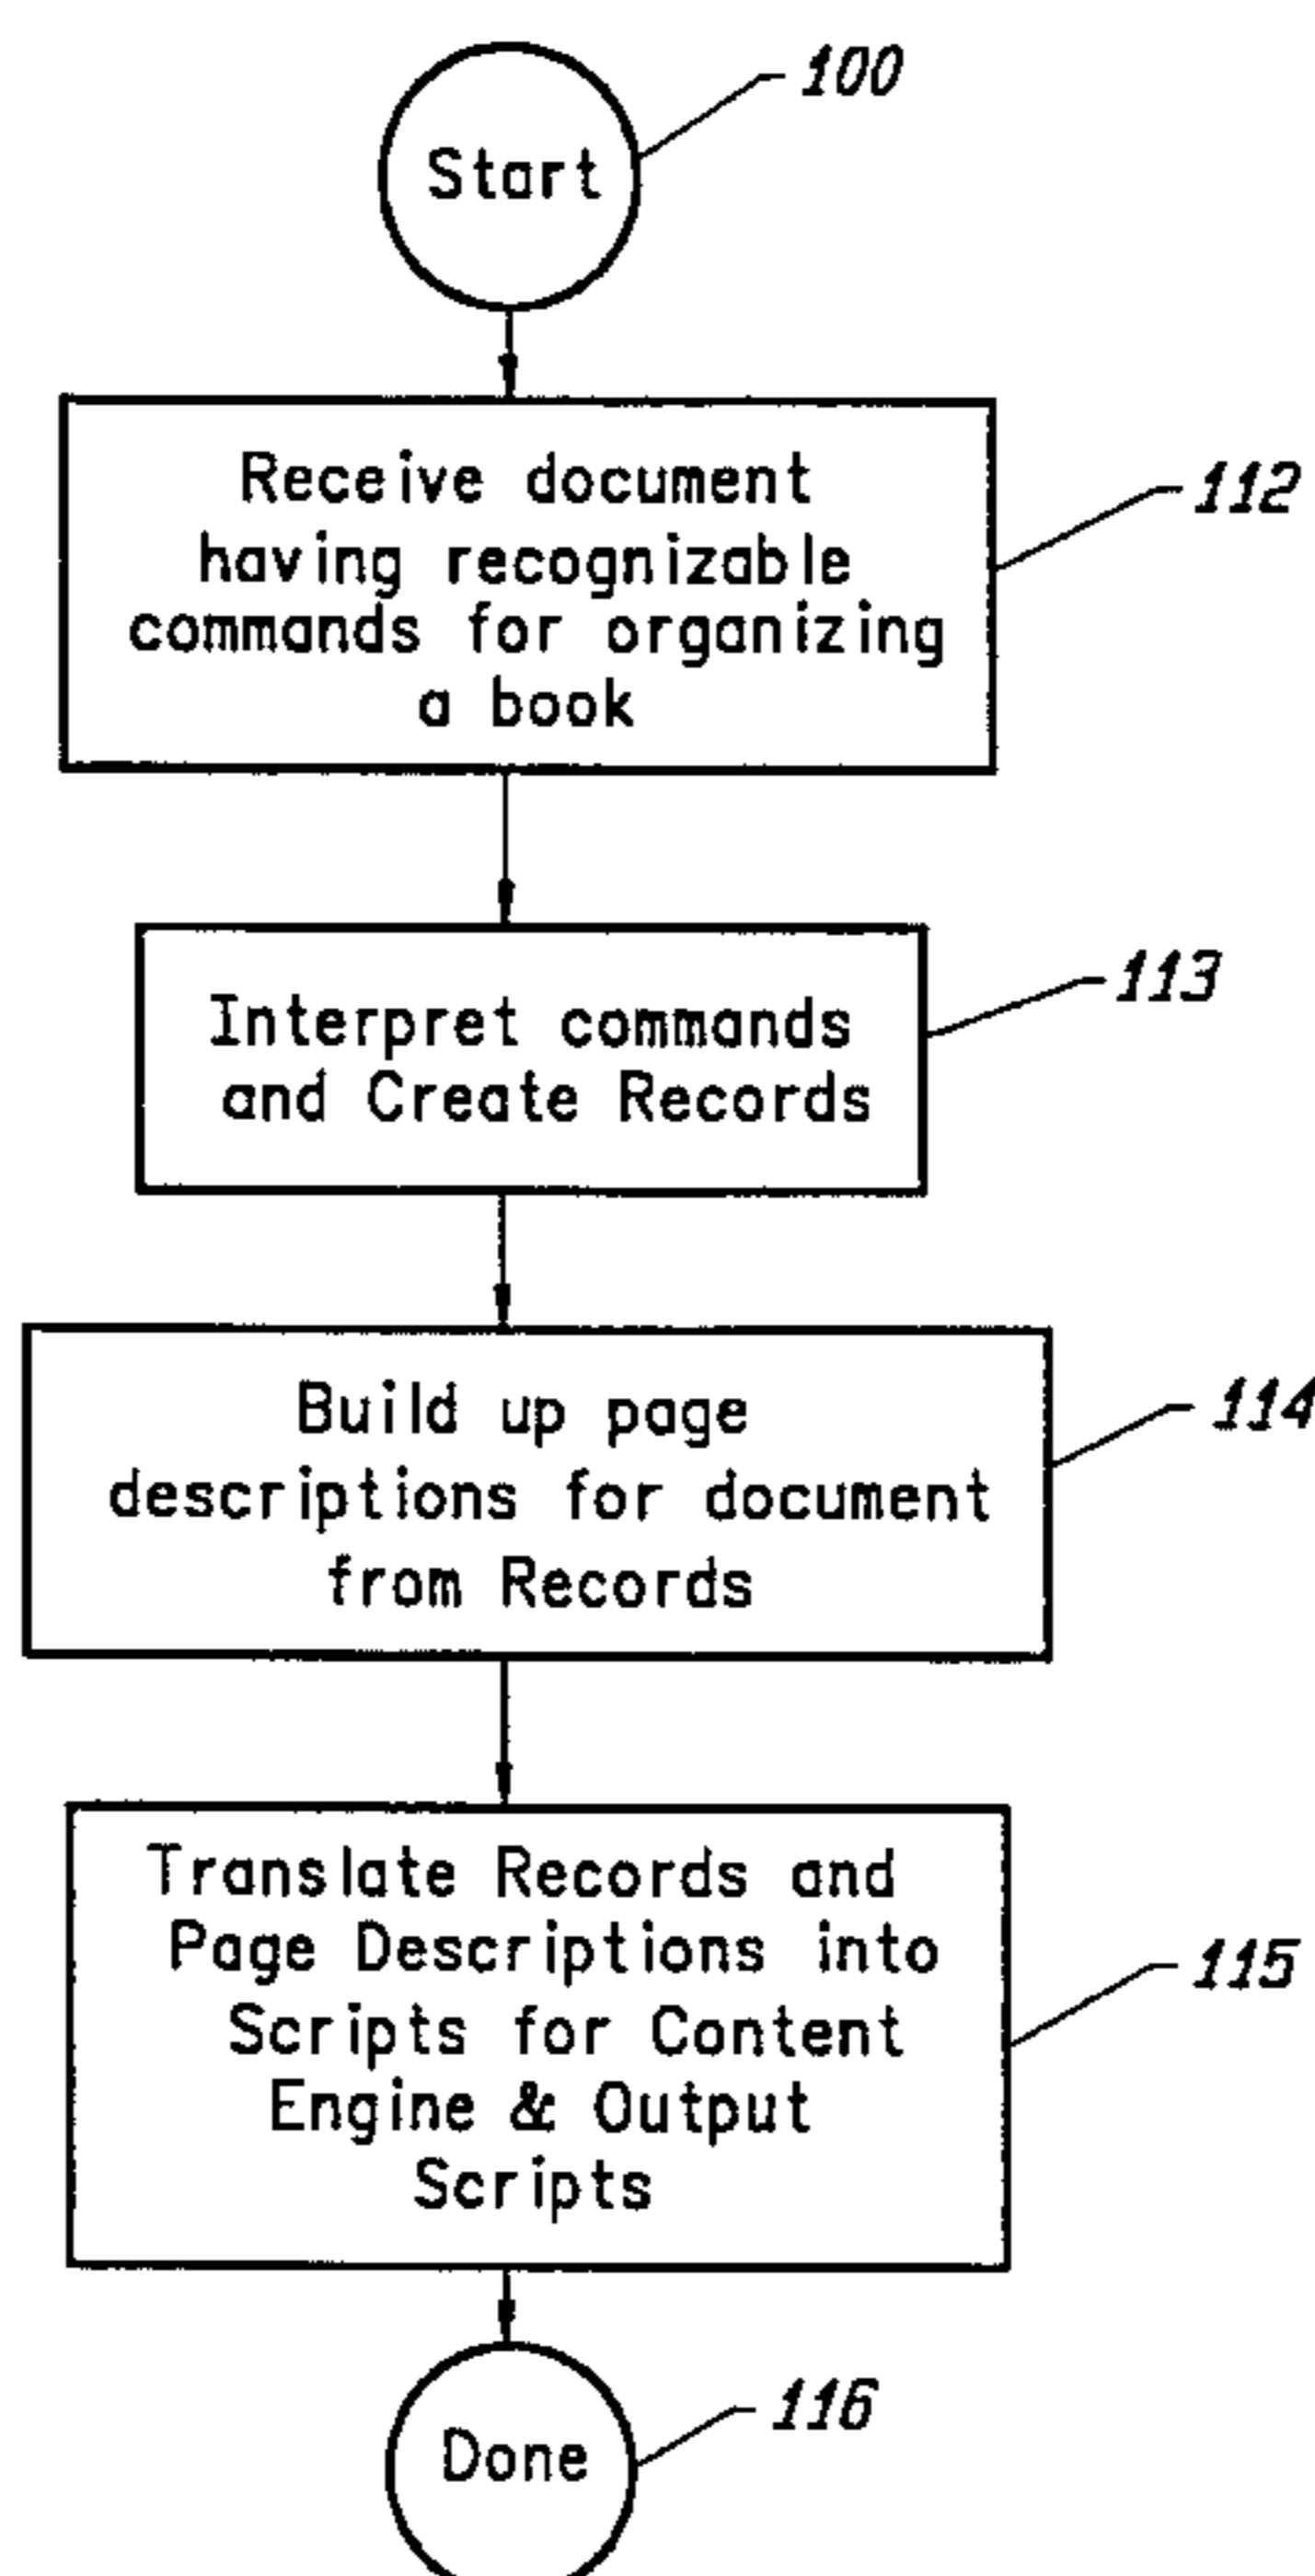 100
Start
Receive document
having recognizable
commands for organizing
a book
112
Interpret commands
and Create Records
113
Build up page
descriptions for document
from Records
114
Translate Records and
Page Descriptions into
Scripts for Content
Engine & Output
Scripts
115
Done
116